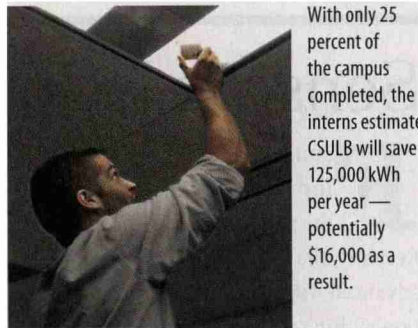 With only 25
percent of
the campus
completed, the
interns estimate
CSULB will save
125,000 kWh
per year —
potentially
$16,000 as a
result.